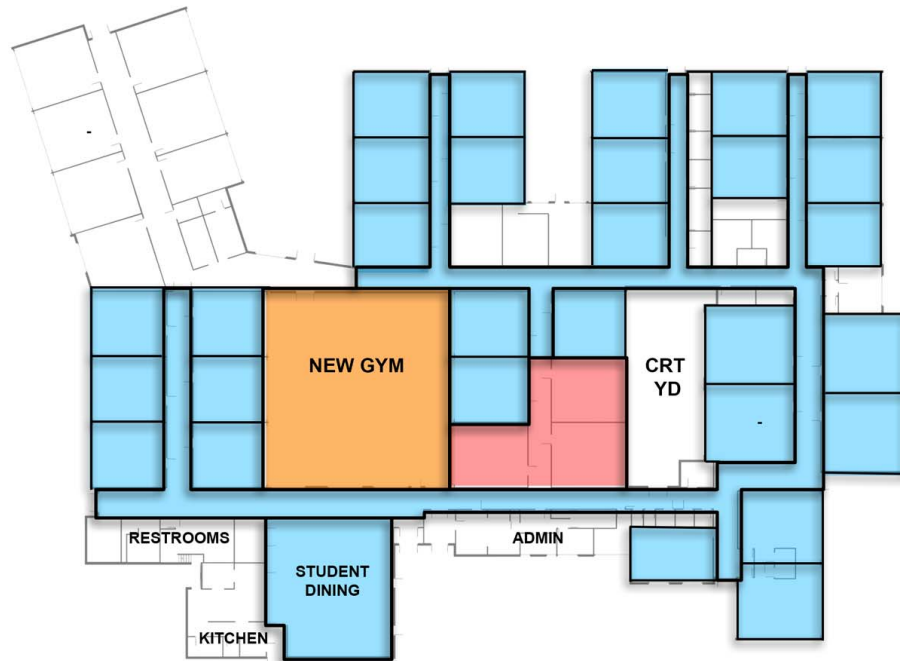 NEW GYM
CRT
YD
RESTROOMS
ADMIN
STUDENT
DINING
KITCHEN